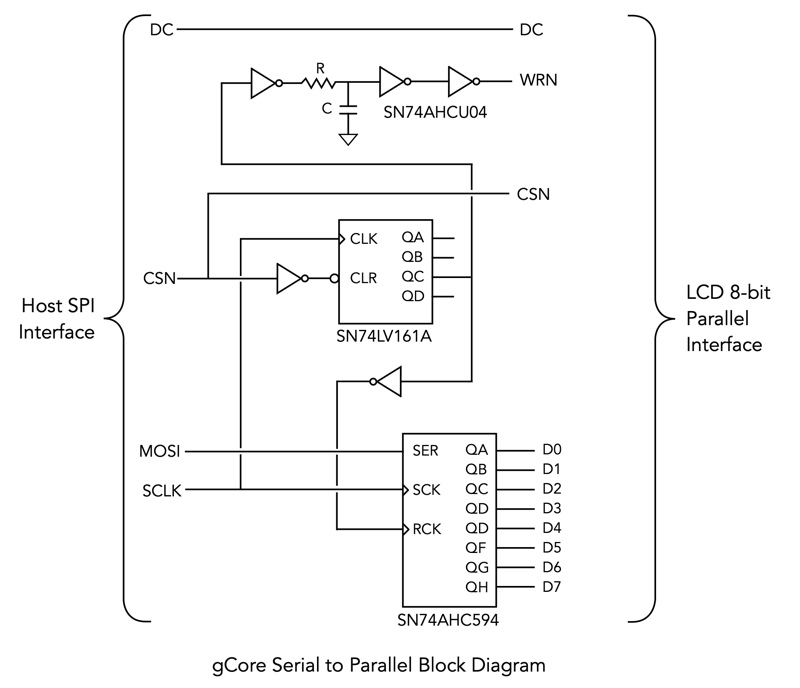 DC DC
R
WRN
C
SN74AHCU04
CSN
CLK QA
QB
CSN CLR QC
QD
Host SPI
Interface
LCD 8-bit
Parallel
Interface
SN74LV161A
MOSI SER QA D0
QB D1
SCLK SCK QC D2
QD D3
RCK QD D4
QF D5
QG D6
QH D7
SN74AHC594
gCore Serial to Parallel Block Diagram